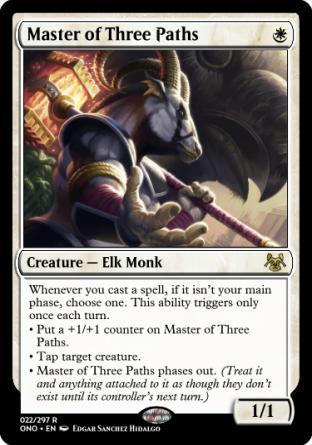 Master of Three Paths
Creature — Elk Monk
Whenever you cast a spell, if it isn't your main
phase, choose one. This ability triggers only
once each turn.
• Put a +1/+1 counter on Master of Three
Paths.
• Tap target creature.
• Master of Three Paths phases out. (Treat it
and anything attached to it as though they don't
exist until its controller's next turn.)
1/1
022/297 R
ONO • EN Edgar Sanchez Hidalgo